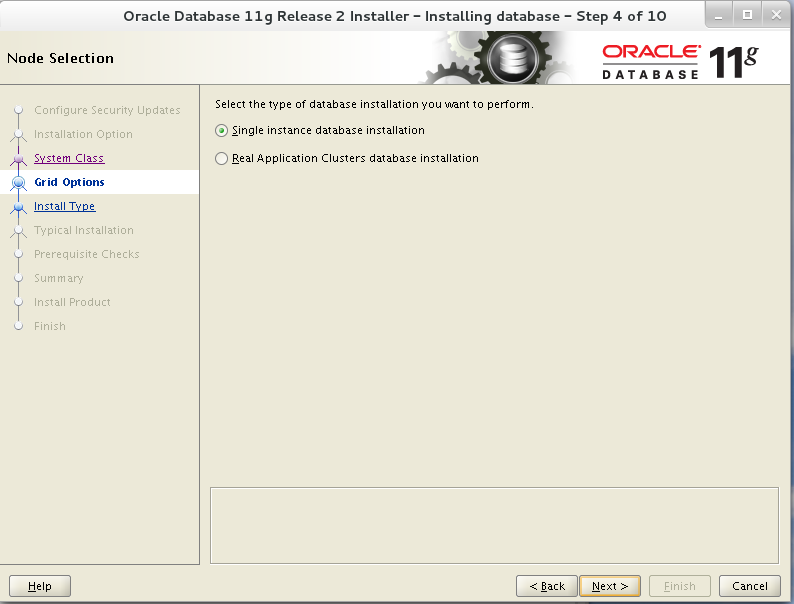 Oracle Database 11g Release 2 Installer - Installing database - Step 4 of 10
Node Selection
ORACLE
DATABASE 11g
Configure Security Updates
Installation Option
System Class
Grid Options
Install Type
Typical Installation
Prerequisite Checks
Summary
Install Product
Finish
Select the type of database installation you want to perform.
Single instance database installation
Real Application Clusters database installation
Help
< Back
Next >
Finish
Cancel